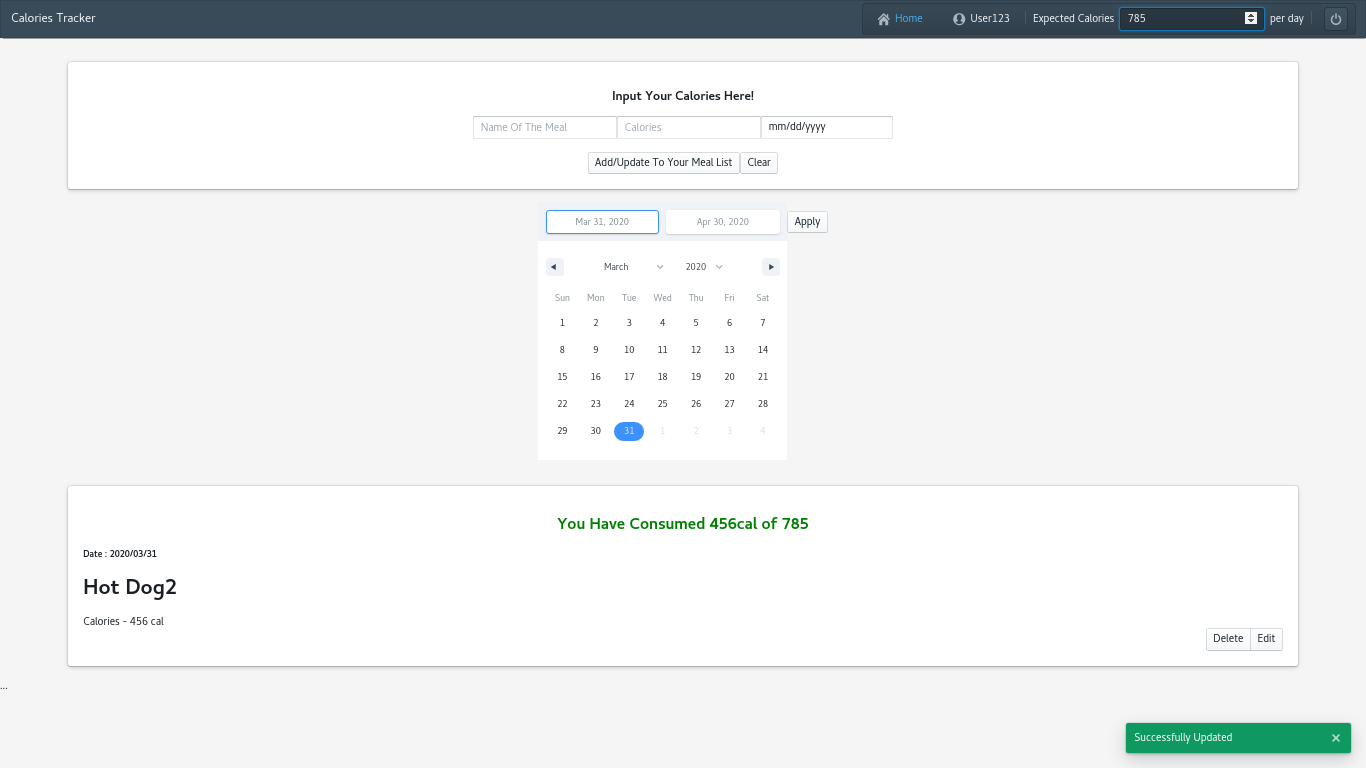 Calories Tracker Home User123 Expected Calories 785 per day
Input Your Calories Here!
Name Of The Meal Calories mm/dd/yyyy
Add/Update To Your Meal List Clear
Mar 31, 2020 Apr 30, 2020 Apply
March 2020
Sun Mon Tue Wed Thu Fri Sat
1 2 3 4 5 6 7
8 9 10 11 12 13 14
15 16 17 18 19 20 21
22 23 24 25 26 27 28
29 30 31 1 2 3 4
You Have Consumed 456cal of 785
Date : 2020/03/31
Hot Dog2
Calories - 456 cal
Delete Edit
...
Successfully Updated